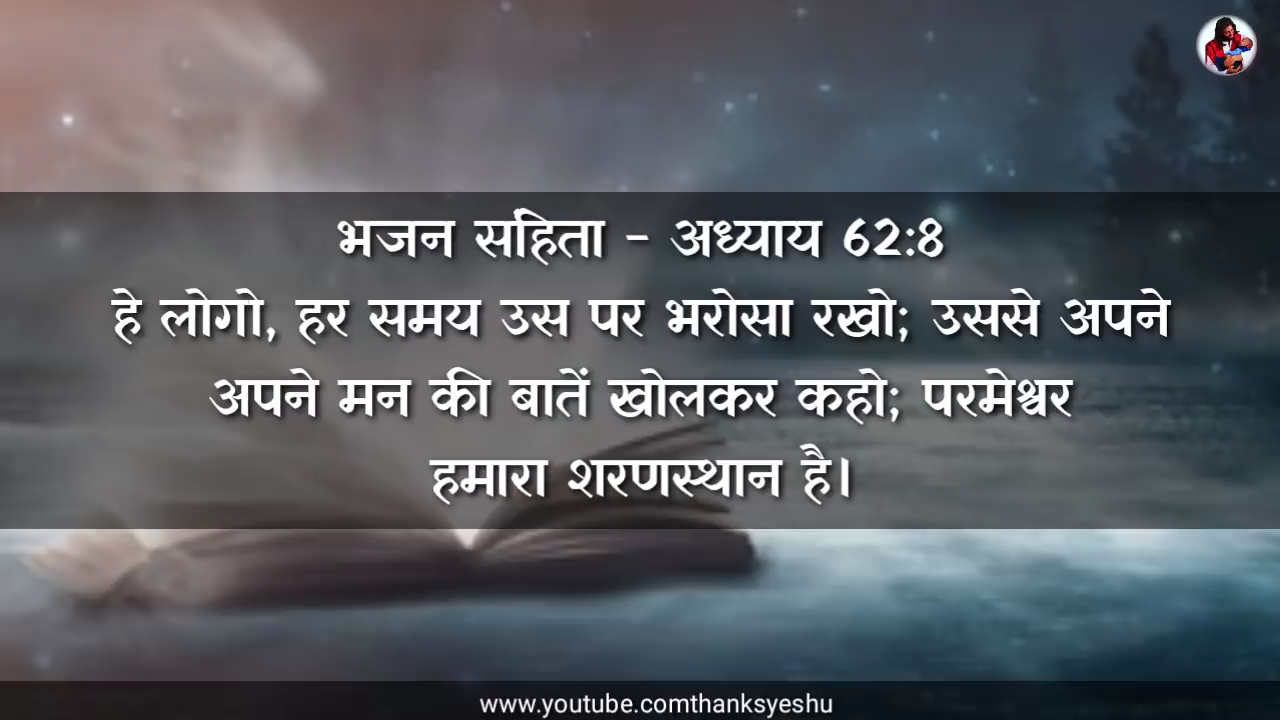 भजन सहिंता - अध्याय 62:8
हे लोगो, हर समय उस पर भरोसा रखो; उससे अपने
अपने मन की बातें खोलकर कहो; परमेश्वर
हमारा शरणस्थान है।
www.youtube.comthanksyeshu